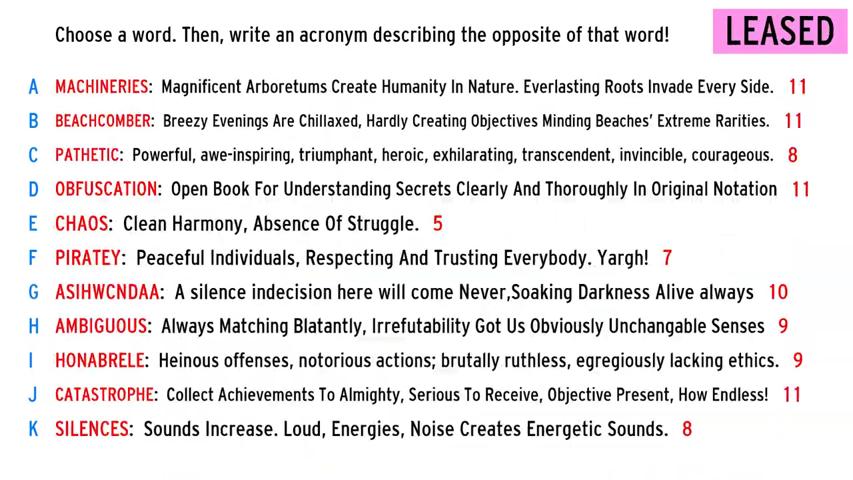 Choose a word. Then, write an acronym describing the opposite of that word!
LEASED
A MACHINERIES: Magnificent Arboretums Create Humanity In Nature. Everlasting Roots Invade Every Side. 11
B BEACHCOMBER: Breezy Evenings Are Chillaxed, Hardly Creating Objectives Minding Beaches’ Extreme Rarities. 11
C PATHETIC: Powerful, awe-inspiring, triumphant, heroic, exhilarating, transcendent, invincible, courageous. 8
D OBFUSCATION: Open Book For Understanding Secrets Clearly And Thoroughly In Original Notation 11
E CHAOS: Clean Harmony, Absence Of Struggle. 5
F PIRATEY: Peaceful Individuals, Respecting And Trusting Everybody. Yargh! 7
G ASIHWCNDAA: A silence indecision here will come Never,Soaking Darkness Alive always 10
H AMBIGUOUS: Always Matching Blatantly, Irrefutability Got Us Obviously Unchangable Senses 9
I HONABRELE: Heinous offenses, notorious actions; brutally ruthless, egregiously lacking ethics. 9
J CATASTROPHE: Collect Achievements To Almighty, Serious To Receive, Objective Present, How Endless! 11
K SILENCES: Sounds Increase. Loud, Energies, Noise Creates Energetic Sounds. 8